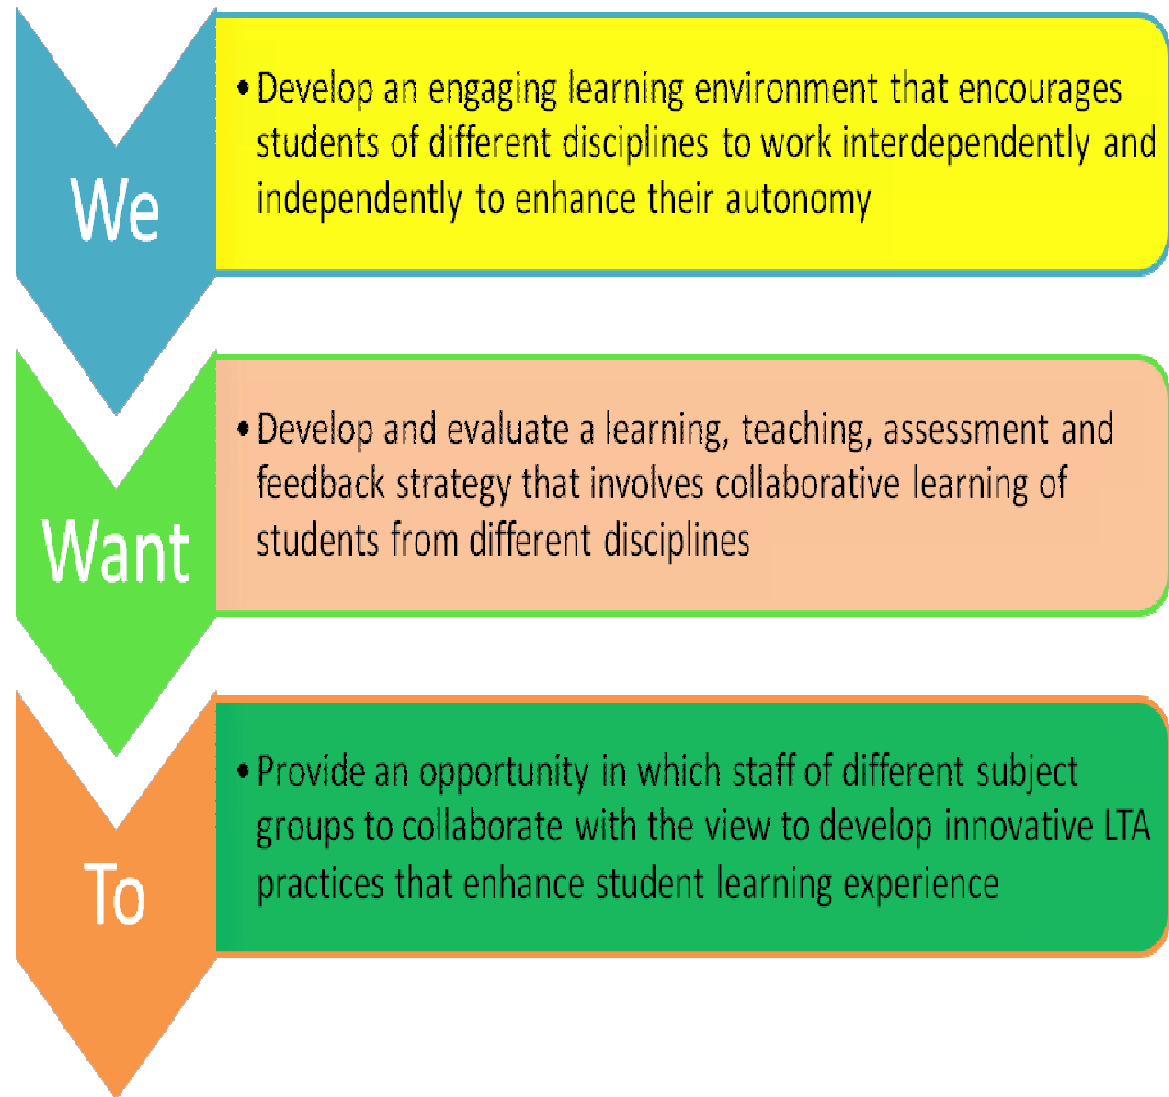 We
• Develop an engaging learning environment that encourages
students of different disciplines to work interdependently and
independently to enhance their autonomy
Want
• Develop and evaluate a learning, teaching, assessment and
feedback strategy that involves collaborative learning of
students from different disciplines
To
• Provide an opportunity in which staff of different subject
groups to collaborate with the view to develop innovative LTA
practices that enhance student learning experience